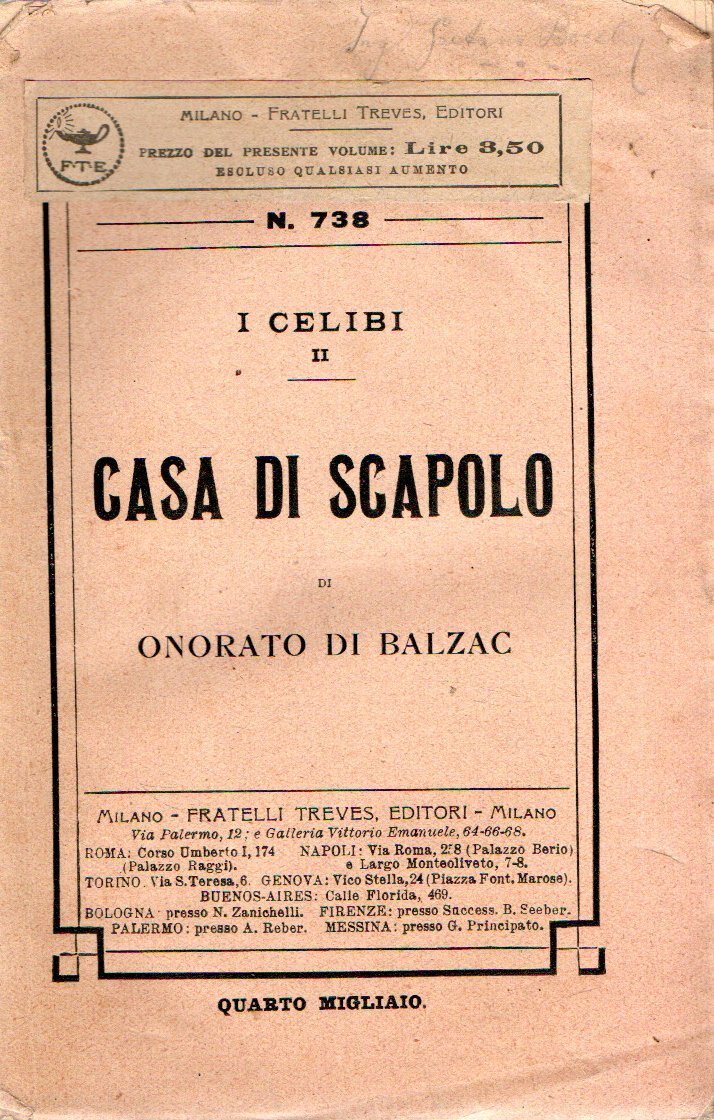 MILANO - FRATELLI TREVES, EDITORI
PREZZO DEL PRESENTE VOLUME: Lire 3,50
ESCLUSO QUALSIASI AUMENTO
F.T.E.
N. 738
I CELIBI
II
CASA DI SCAPOLO
DI
ONORATO DI BALZAC
MILANO - FRATELLI TREVES, EDITORI - MILANO
Via Palermo, 12; e Galleria Vittorio Emanuele, 64-66-68.
ROMA: Corso Umberto I, 174 NAPOLI: Via Roma, 258 (Palazzo Berio)
(Palazzo Raggi). e Largo Monteoliveto, 7-8.
TORINO Via S. Teresa, 6. GENOVA: Vico Stella, 24 (Piazza Font. Marose).
BUENOS-AIRES: Calle Florida, 469.
BOLOGNA presso N. Zanichelli. FIRENZE: presso Success. B. Seeber.
PALERMO: presso A. Reber. MESSINA: presso G. Principato.
QUARTO MIGLIAIO.